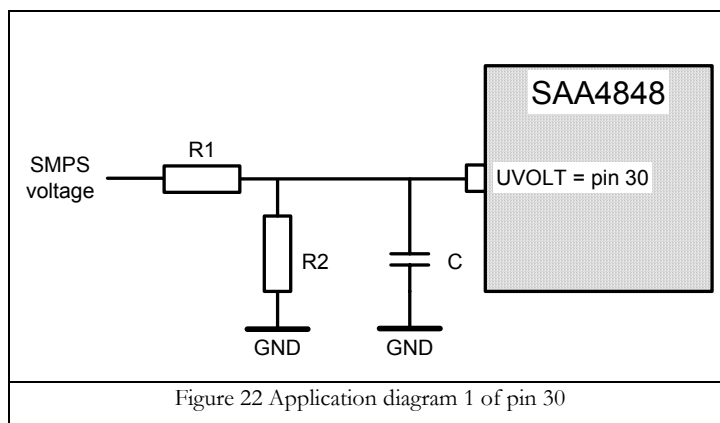 SAA4848
R1
SMPS
voltage
UVOLT = pin 30
R2
C
GND
GND
Figure 22 Application diagram 1 of pin 30